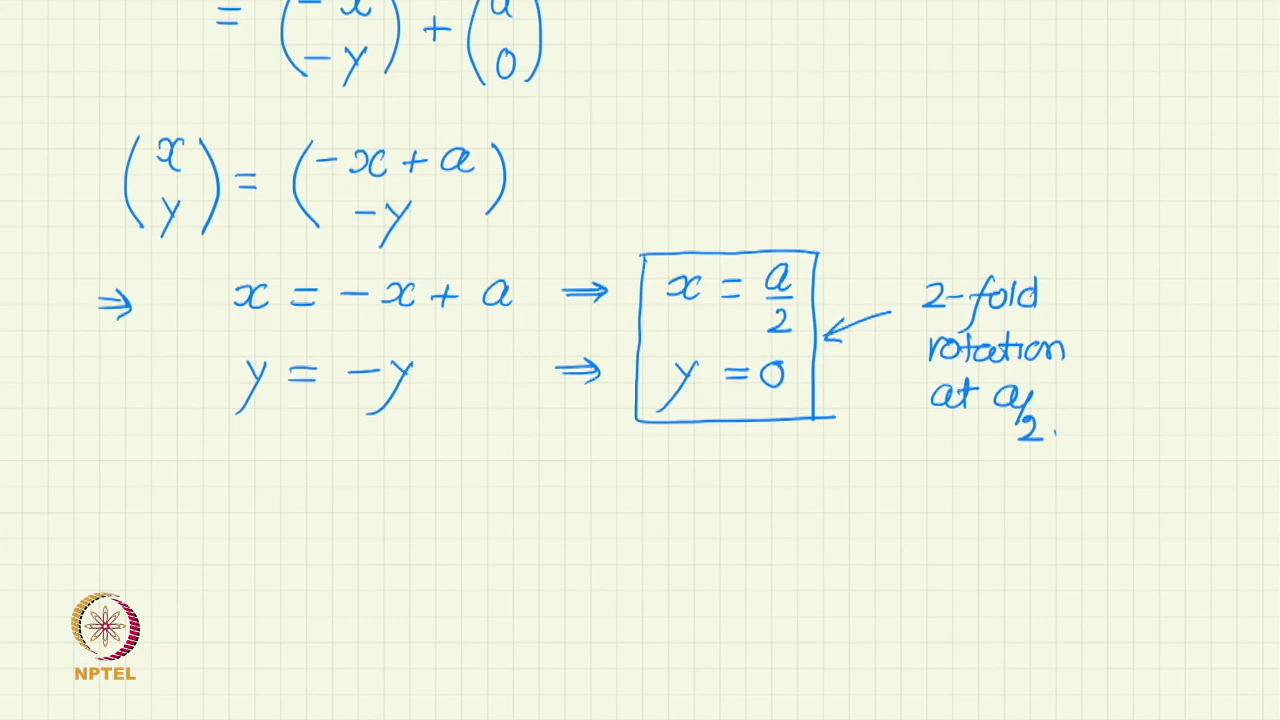 = (-x -y) + (a 0)
(x y) = (-x + a -y)
⇒ x = -x + a ⇒ x = a/2
y = -y ⇒ y = 0
2-fold
rotation
at a/2.
NPTEL